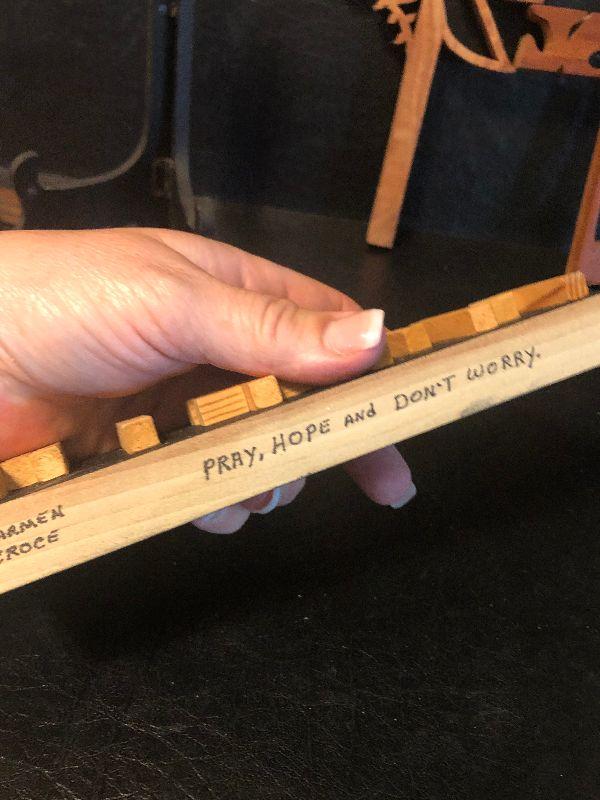 PRAY, HOPE and DON'T WORRY.
ARMEN
CROCE